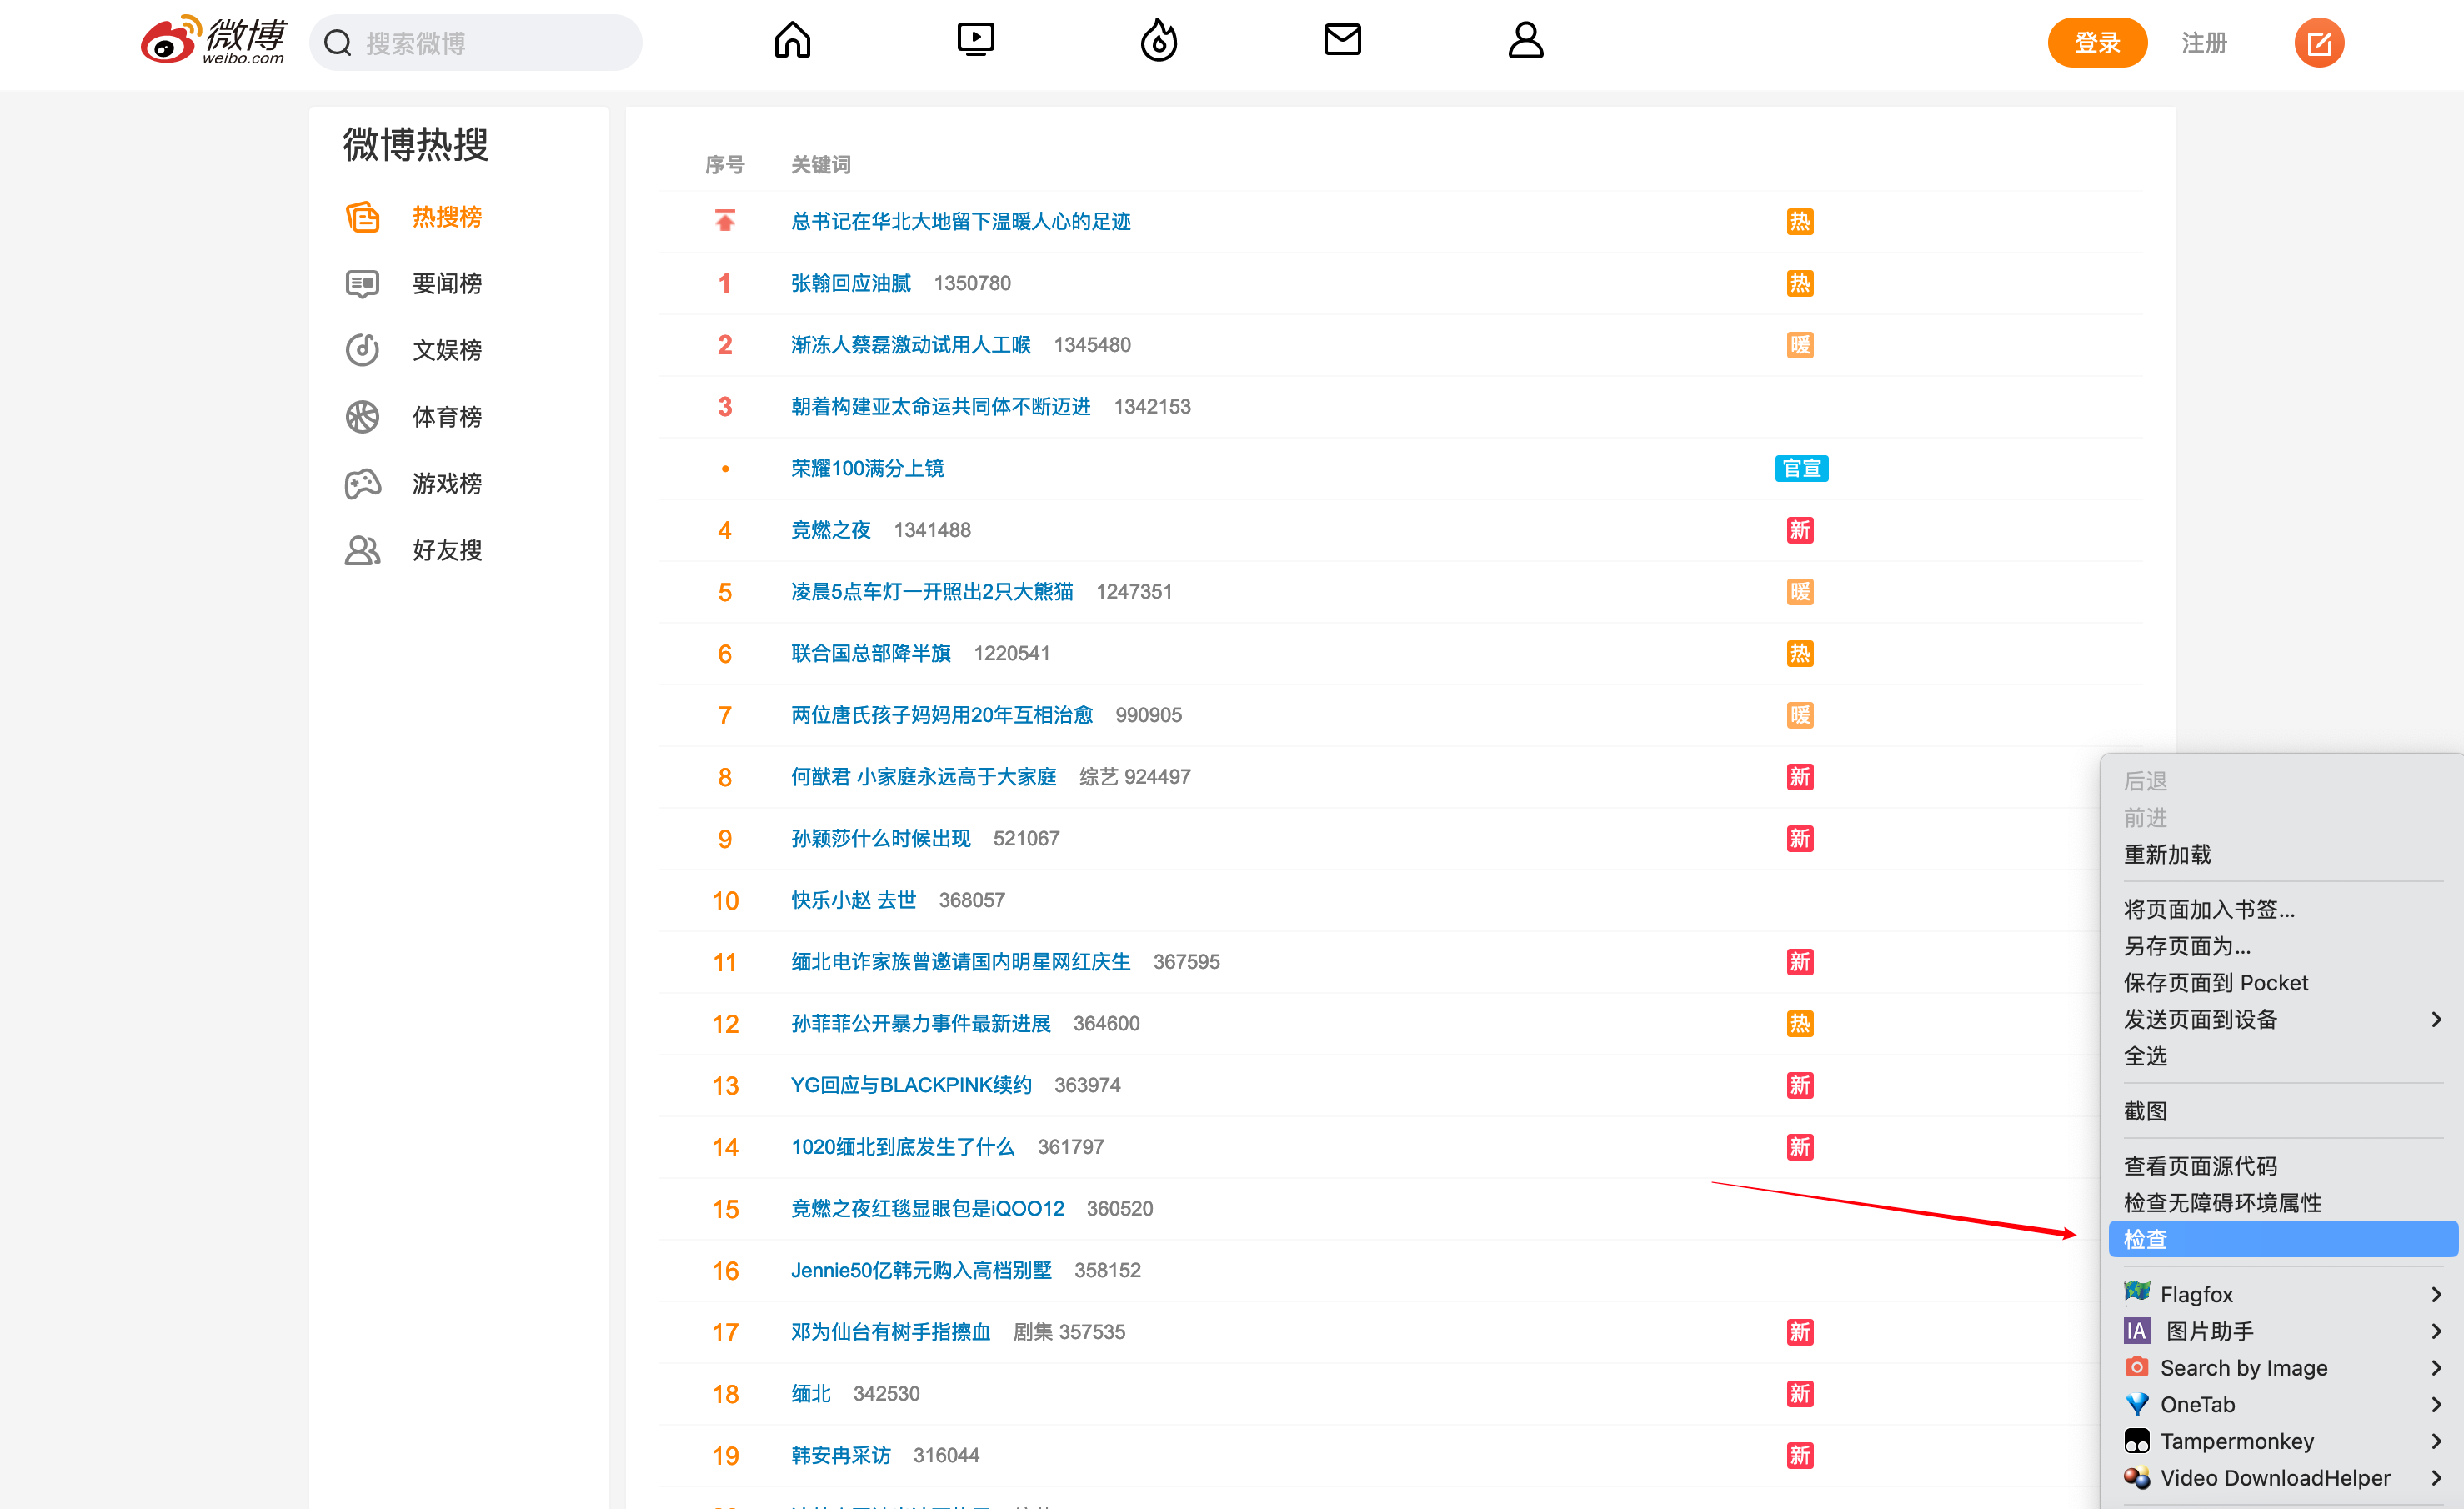 微博
weibo.com
搜索微博
登录
注册
微博热搜
热搜榜
要闻榜
文娱榜
体育榜
游戏榜
好友搜
序号 关键词
总书记在华北大地留下温暖人心的足迹 热
1 张翰回应油腻 1350780 热
2 渐冻人蔡磊激动试用人工喉 1345480 暖
3 朝着构建亚太命运共同体不断迈进 1342153
• 荣耀100满分上镜 官宣
4 竞燃之夜 1341488 新
5 凌晨5点车灯一开照出2只大熊猫 1247351 暖
6 联合国总部降半旗 1220541 热
7 两位唐氏孩子妈妈用20年互相治愈 990905 暖
8 何猷君 小家庭永远高于大家庭 综艺 924497 新
9 孙颖莎什么时候出现 521067 新
10 快乐小赵 去世 368057
11 缅北电诈家族曾邀请国内明星网红庆生 367595 新
12 孙菲菲公开暴力事件最新进展 364600 热
13 YG回应与BLACKPINK续约 363974 新
14 1020缅北到底发生了什么 361797 新
15 竞燃之夜红毯显眼包是iQOO12 360520
16 Jennie50亿韩元购入高档别墅 358152
17 邓为仙台有树手指擦血 剧集 357535 新
18 缅北 342530 新
19 韩安冉采访 316044 新
后退
前进
重新加载
将页面加入书签...
另存页面为...
保存页面到 Pocket
发送页面到设备
全选
截图
查看页面源代码
检查无障碍环境属性
检查
Flagfox
IA 图片助手
Search by Image
OneTab
Tampermonkey
Video DownloadHelper